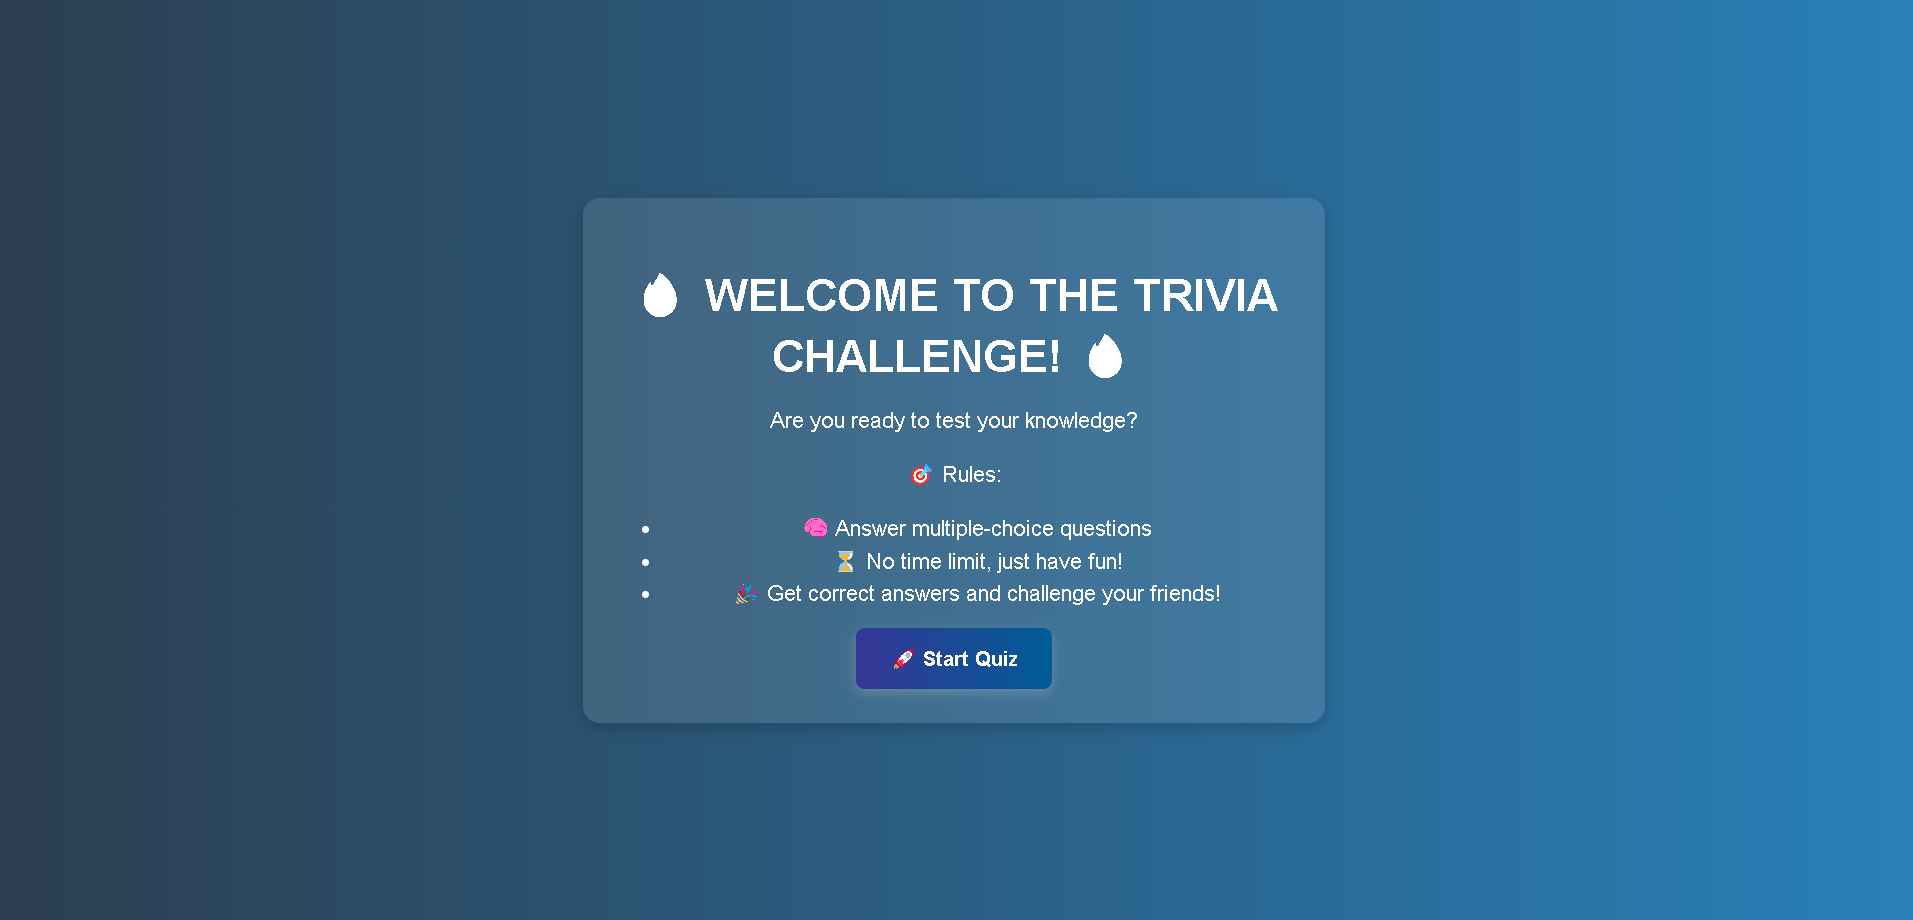 WELCOME TO THE TRIVIA
CHALLENGE!
Are you ready to test your knowledge?
🎯 Rules:
• 🧠 Answer multiple-choice questions
• ⏳ No time limit, just have fun!
• 🎉 Get correct answers and challenge your friends!
🚀 Start Quiz